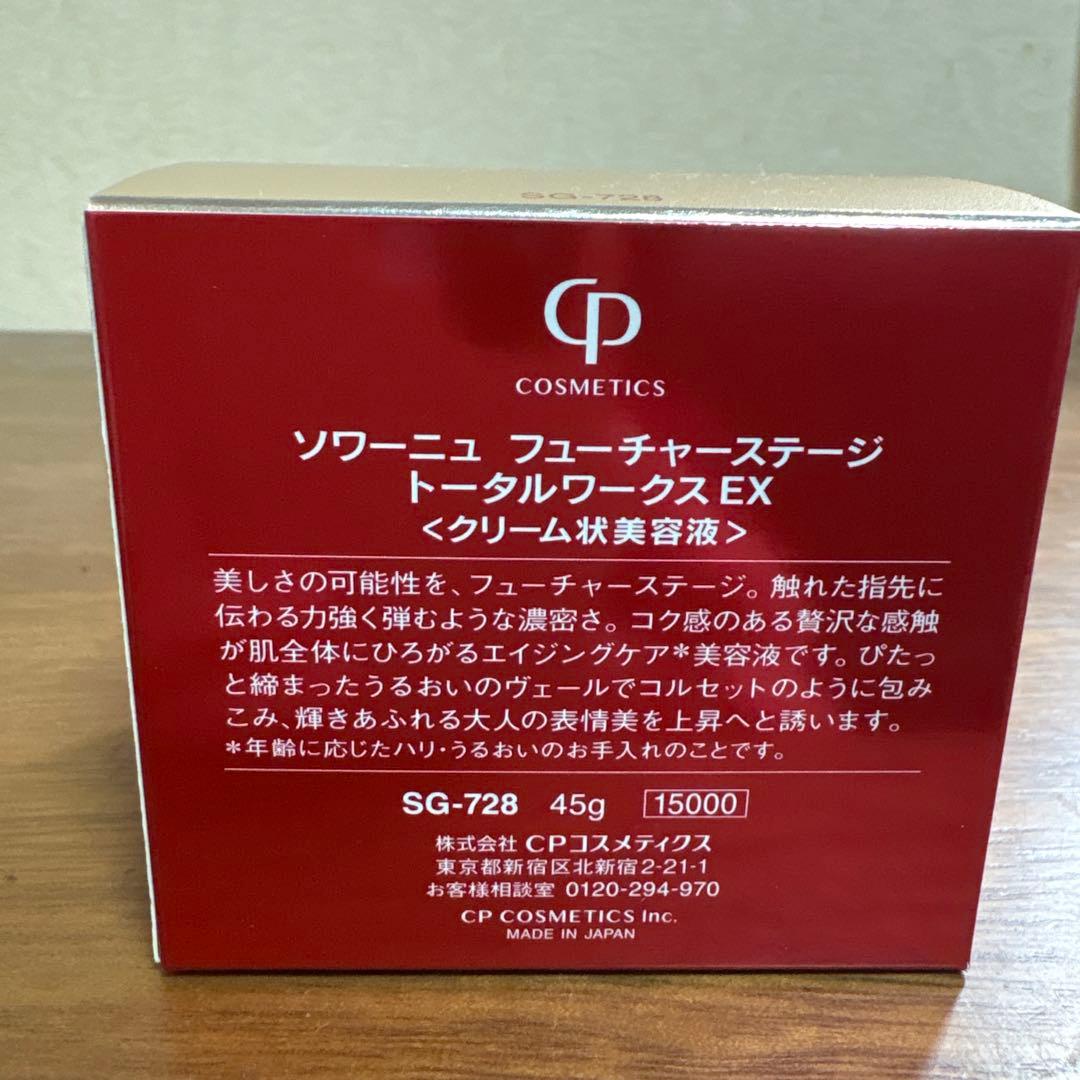 SG-728
CP
COSMETICS
ソワーニュ フューチャーステージ
トータルワークスEX
<クリーム状美容液>
美しさの可能性を、フューチャーステージ。触れた指先に
伝わる力強く弾むような濃密さ。コク感のある贅沢な感触
が肌全体にひろがるエイジングケア*美容液です。ぴたっ
と締まったうるおいのヴェールでコルセットのように包み
こみ、輝きあふれる大人の表情美を上昇へと誘います。
*年齢に応じたハリ・うるおいのお手入れのことです。
SG-728 45g 15000
株式会社 CPコスメティクス
東京都新宿区北新宿2-21-1
お客様相談室 0120-294-970
CP COSMETICS Inc.
MADE IN JAPAN